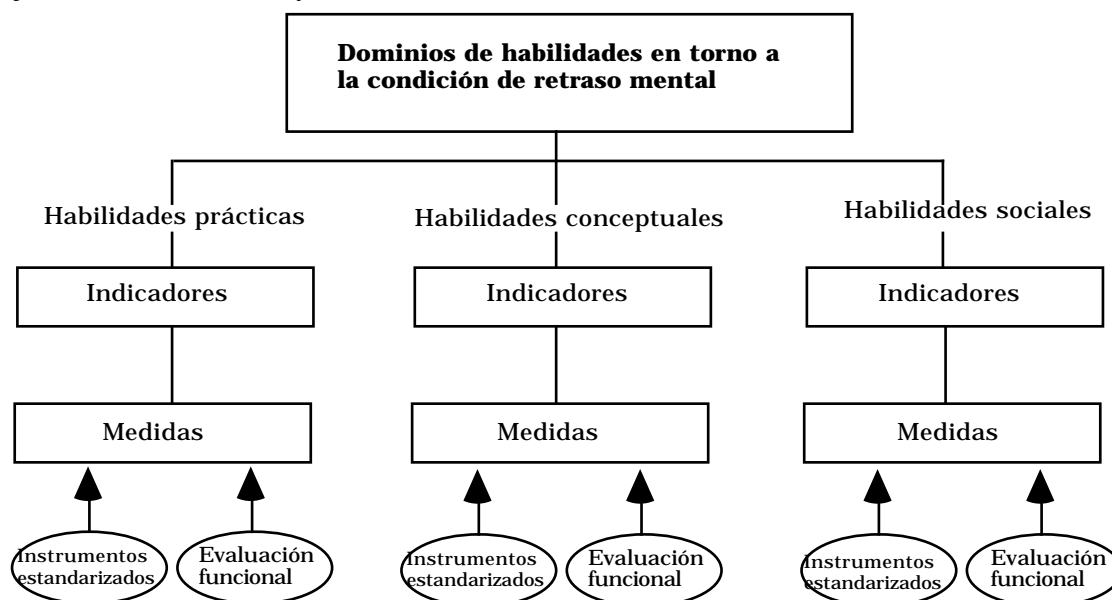 Dominios de habilidades en torno a
la condición de retraso mental
Habilidades prácticas
Habilidades conceptuales
Habilidades sociales
Indicadores
Indicadores
Indicadores
Medidas
Medidas
Medidas
Instrumentos
estandarizados
Evaluación
funcional
Instrumentos
estandarizados
Evaluación
funcional
Instrumentos
estandarizados
Evaluación
funcional